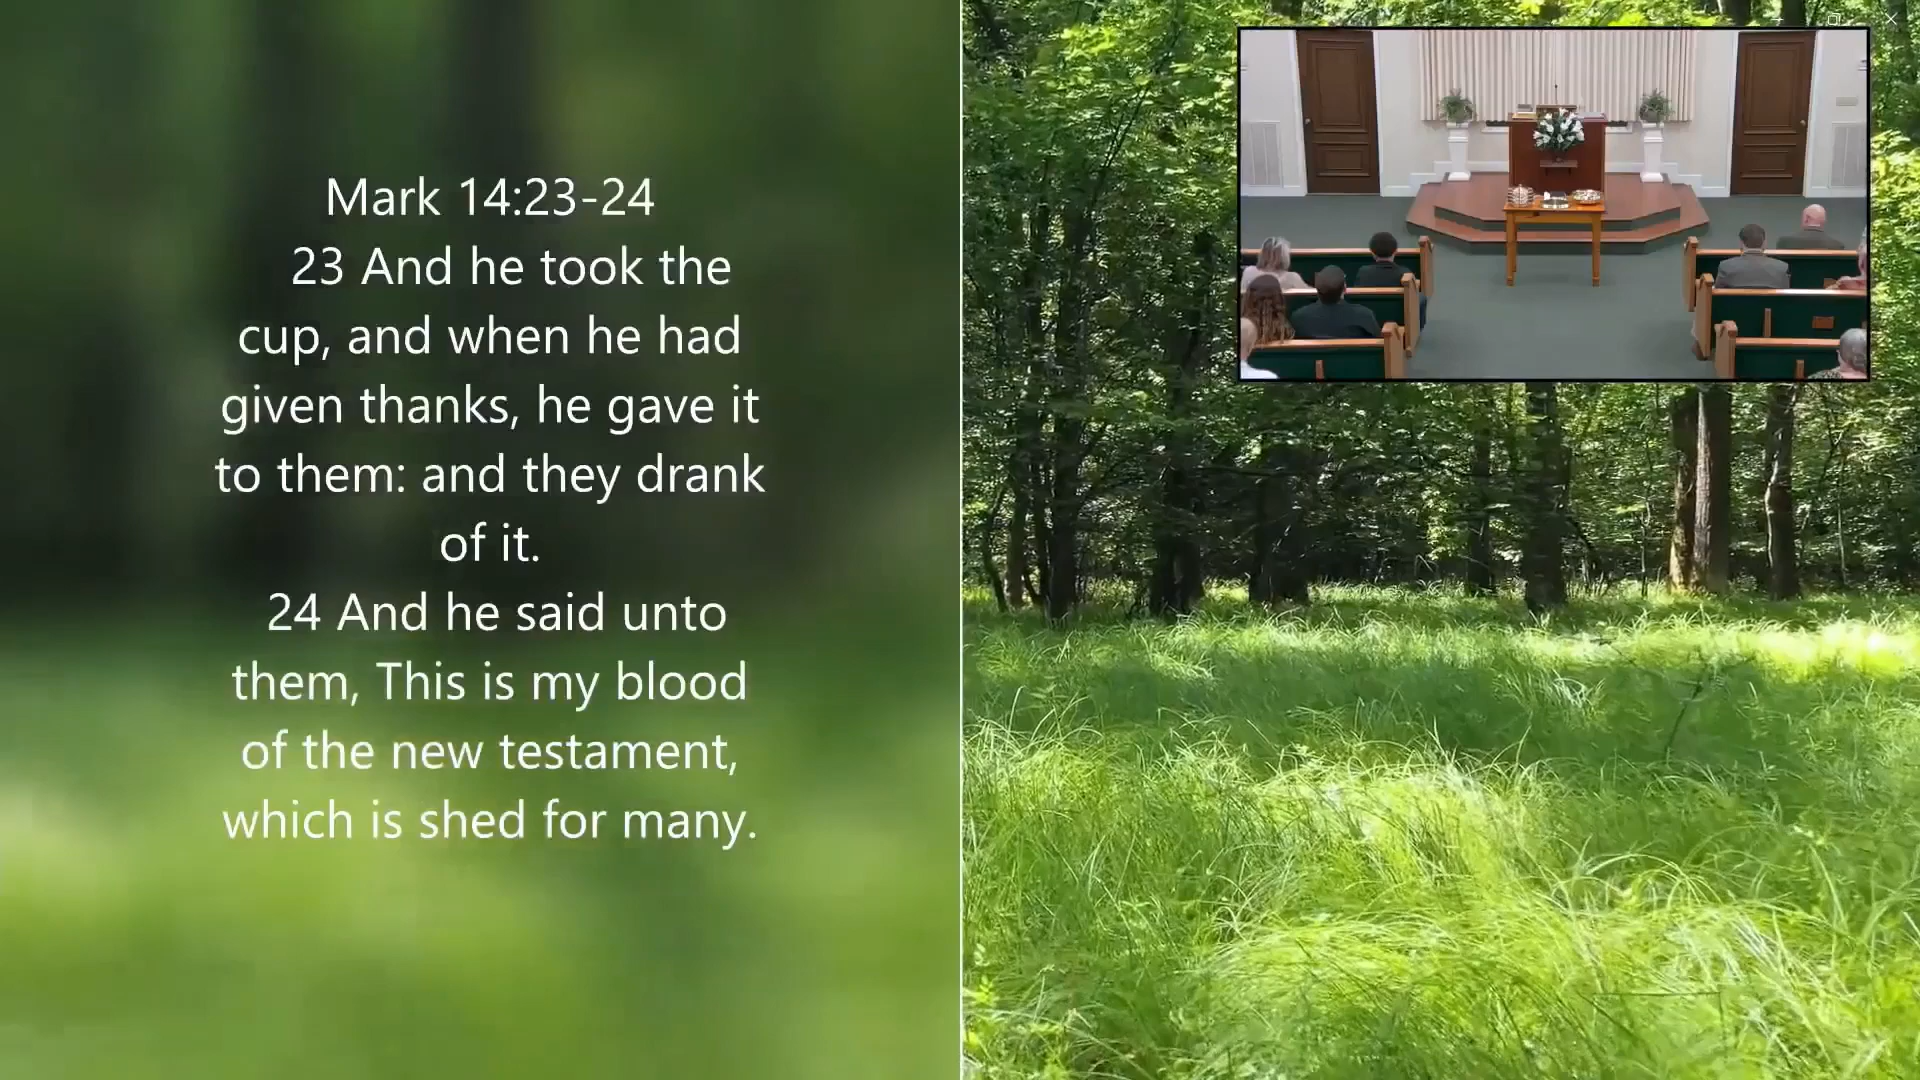 Mark 14:23-24
23 And he took the
cup, and when he had
given thanks, he gave it
to them: and they drank
of it.
24 And he said unto
them, This is my blood
of the new testament,
which is shed for many.